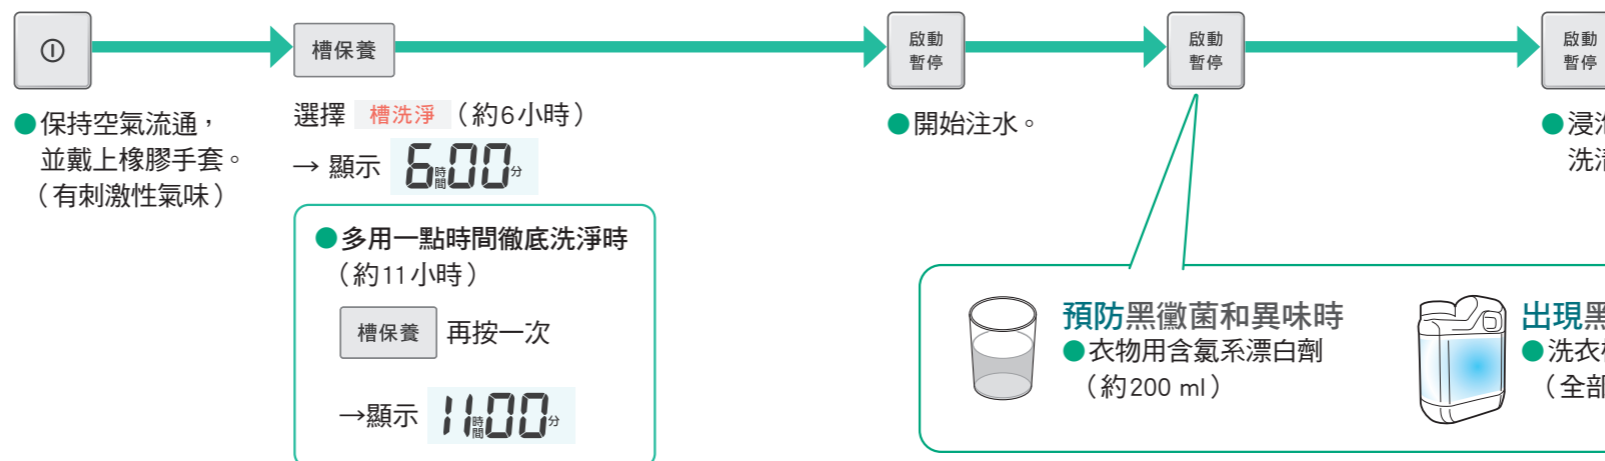 槽保養
啟動
暫停
啟動
暫停
啟動
暫停
●保持空氣流通，
並戴上橡膠手套。
（有刺激性氣味）
選擇 槽洗淨（約6小時）
→ 顯示 6時間00分
●多用一點時間徹底洗淨時
（約11小時）
槽保養 再按一次
→顯示 11時間00分
●開始注水。
預防黑黴菌和異味時
●衣物用含氯系漂白劑
（約200 ml）
出現
●洗衣
（全部
●浸
洗